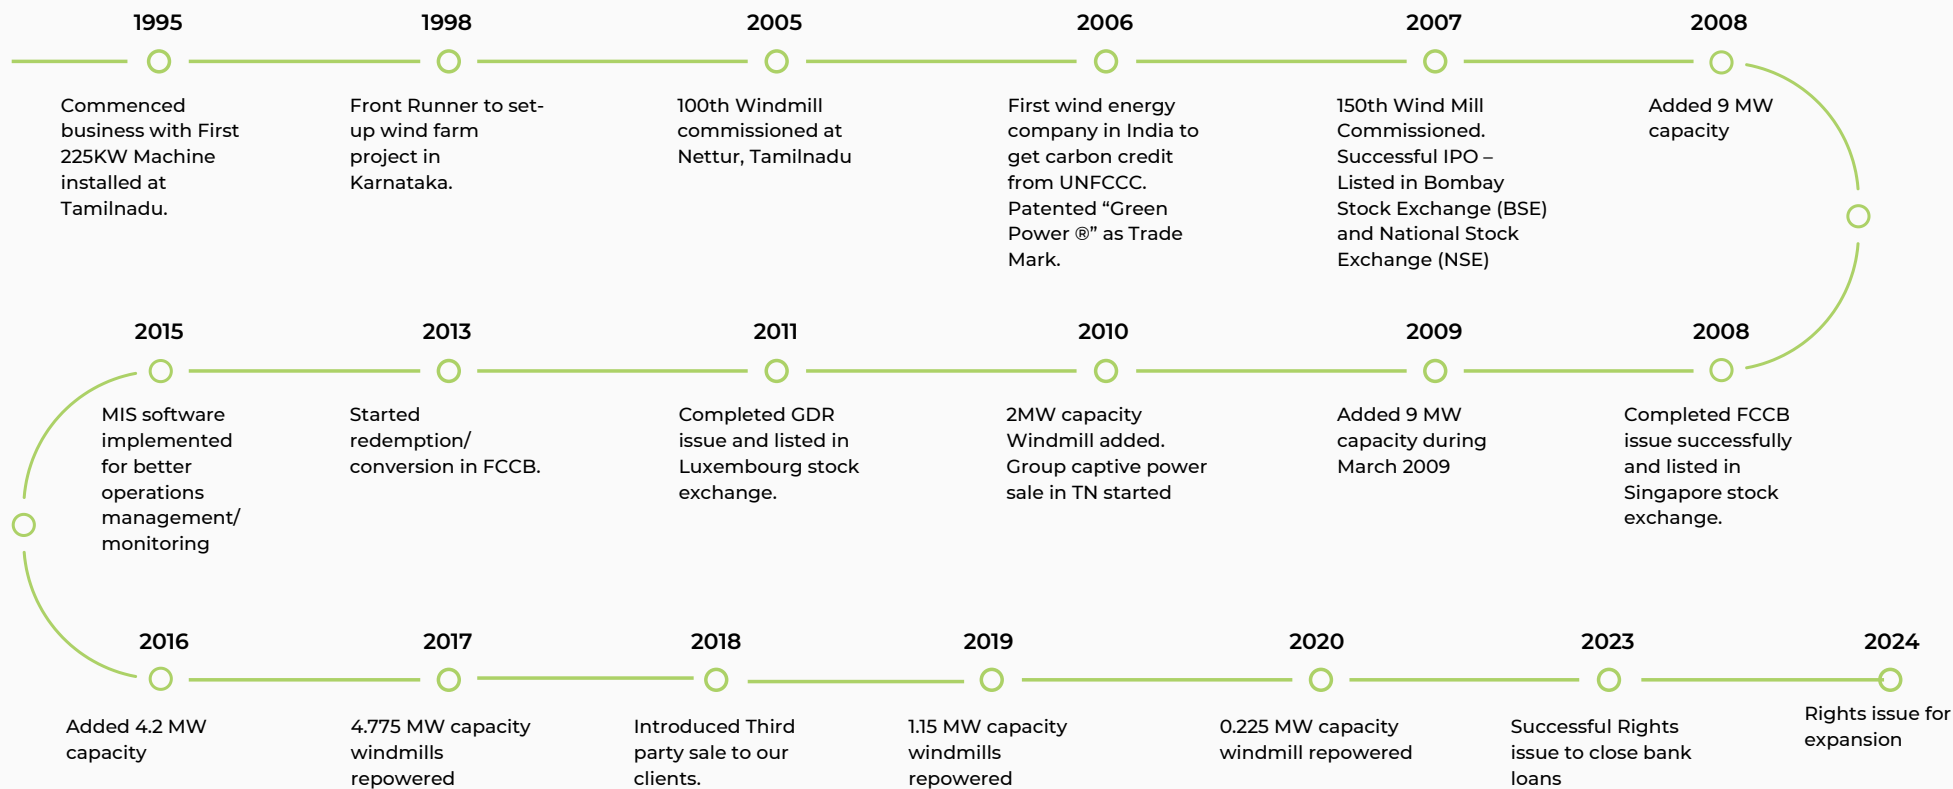 1995
Commenced
business with First
225KW Machine
installed at
Tamilnadu.
1998
Front Runner to set-
up wind farm
project in
Karnataka.
2005
100th Windmill
commissioned at
Nettur, Tamilnadu
2006
First wind energy
company in India to
get carbon credit
from UNFCCC.
Patented “Green
Power ®” as Trade
Mark.
2007
150th Wind Mill
Commissioned.
Successful IPO –
Listed in Bombay
Stock Exchange (BSE)
and National Stock
Exchange (NSE)
2008
Added 9 MW
capacity
2008
Completed FCCB
issue successfully
and listed in
Singapore stock
exchange.
2009
Added 9 MW
capacity during
March 2009
2010
2MW capacity
Windmill added.
Group captive power
sale in TN started
2011
Completed GDR
issue and listed in
Luxembourg stock
exchange.
2013
Started
redemption/
conversion in FCCB.
2015
MIS software
implemented
for better
operations
management/
monitoring
2016
Added 4.2 MW
capacity
2017
4.775 MW capacity
windmills
repowered
2018
Introduced Third
party sale to our
clients.
2019
1.15 MW capacity
windmills
repowered
2020
0.225 MW capacity
windmill repowered
2023
Successful Rights
issue to close bank
loans
2024
Rights issue for
expansion